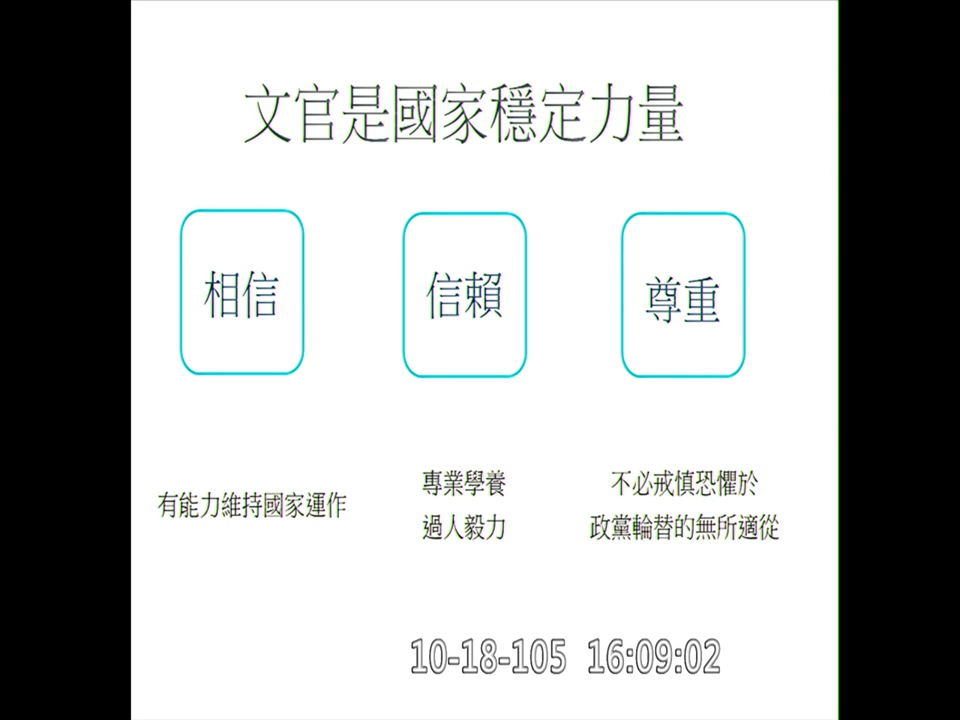 文官是國家穩定力量
相信
信賴
尊重
有能力維持國家運作
專業學養
過人毅力
不必戒慎恐懼於
政黨輪替的無所適從
10-18-105 16:09:02